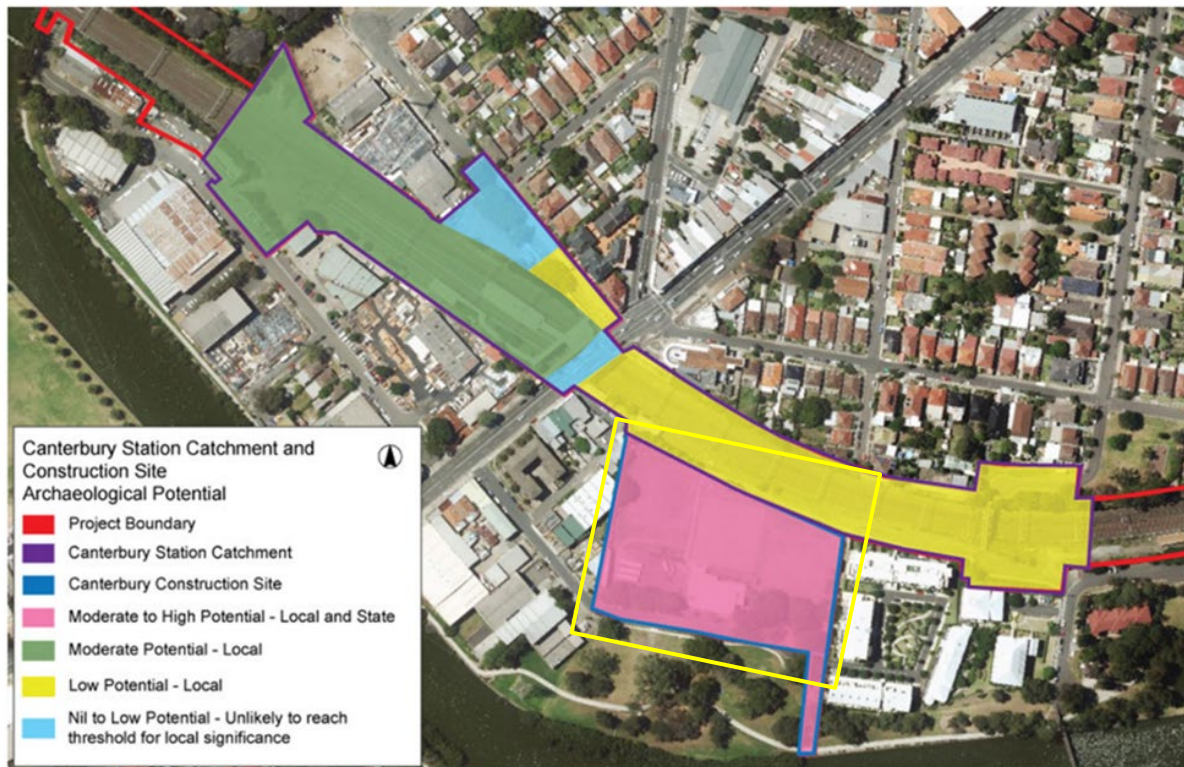 Canterbury Station Catchment and
Construction Site
Archaeological Potential
Project Boundary
Canterbury Station Catchment
Canterbury Construction Site
Moderate to High Potential - Local and State
Moderate Potential - Local
Low Potential - Local
Nil to Low Potential - Unlikely to reach
threshold for local significance